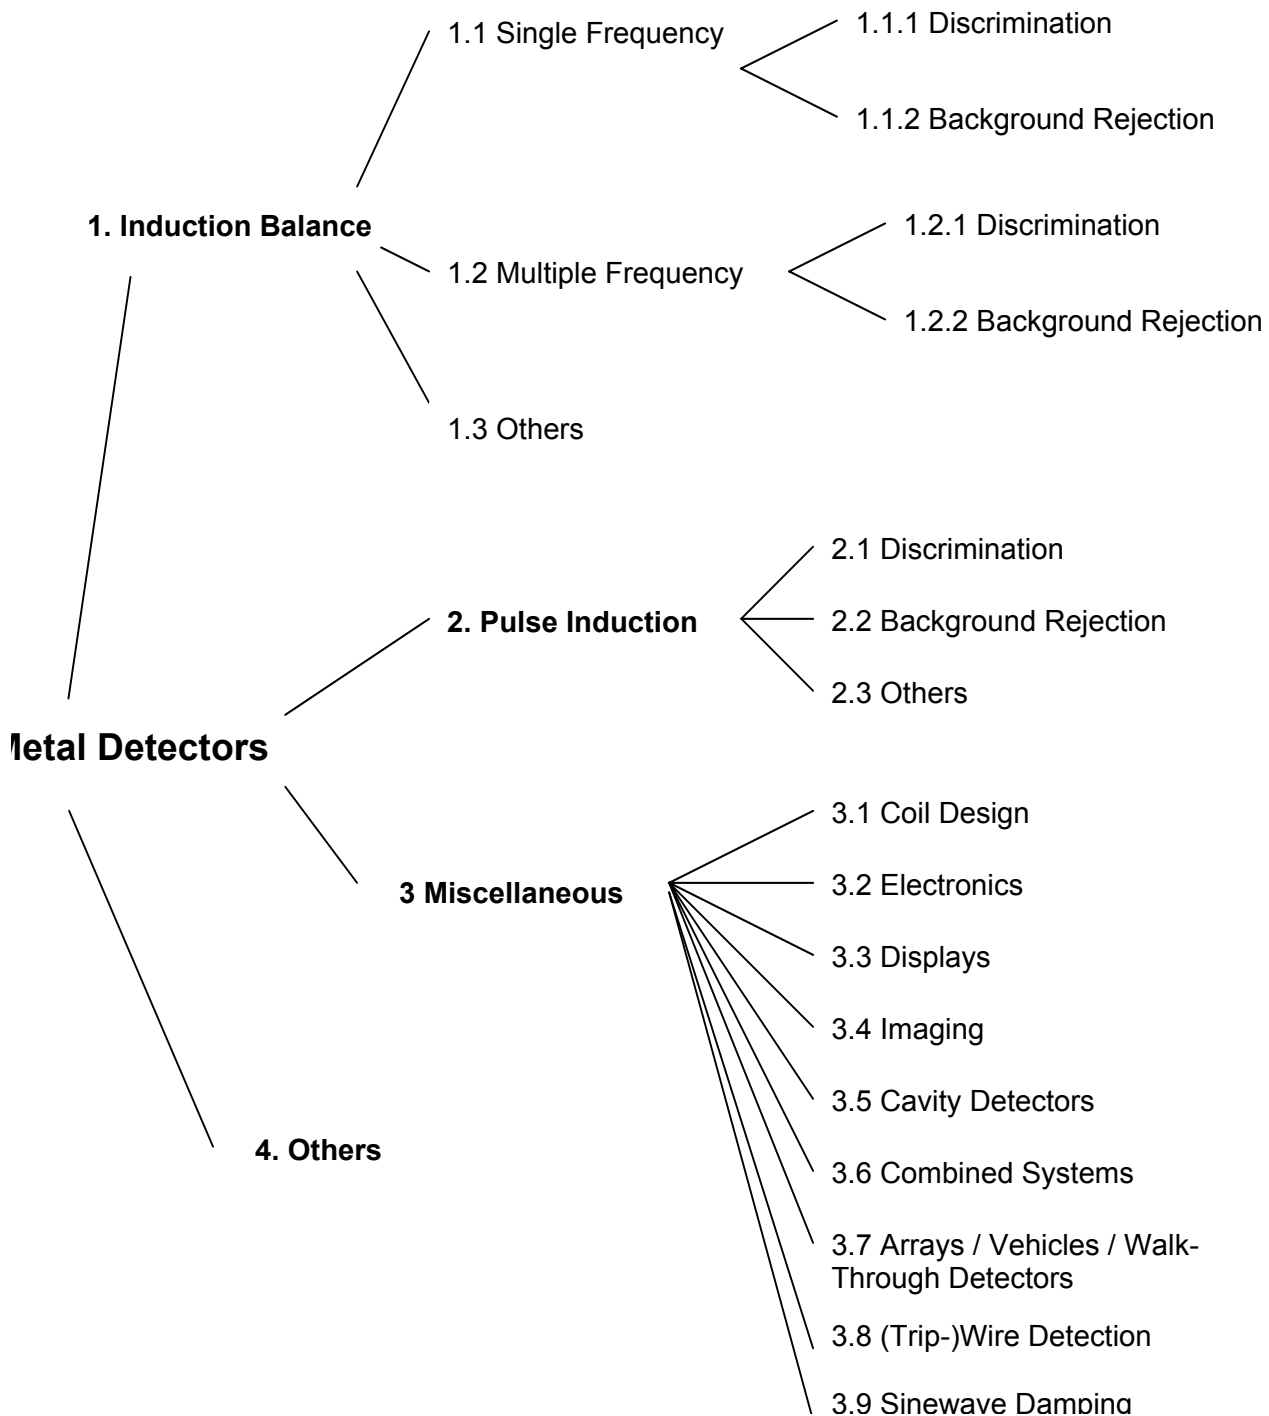 1.1 Single Frequency
1.1.1 Discrimination
1.1.2 Background Rejection
1. Induction Balance
1.2 Multiple Frequency
1.2.1 Discrimination
1.2.2 Background Rejection
1.3 Others
2. Pulse Induction
2.1 Discrimination
2.2 Background Rejection
2.3 Others
Metal Detectors
3 Miscellaneous
3.1 Coil Design
3.2 Electronics
3.3 Displays
3.4 Imaging
3.5 Cavity Detectors
3.6 Combined Systems
3.7 Arrays / Vehicles / Walk-
Through Detectors
3.8 (Trip-)Wire Detection
3.9 Sinewave Damping
4. Others